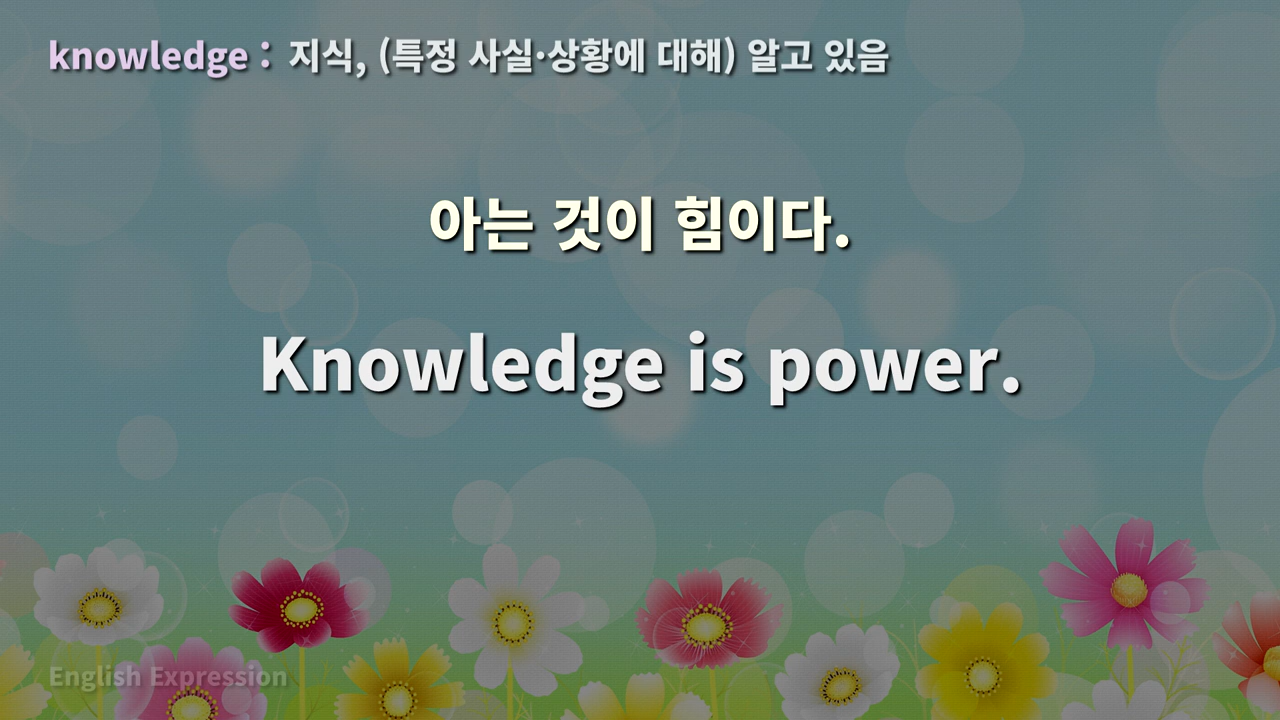 knowledge : 지식, (특정 사실·상황에 대해) 알고 있음
아는 것이 힘이다.
Knowledge is power.
English Expression